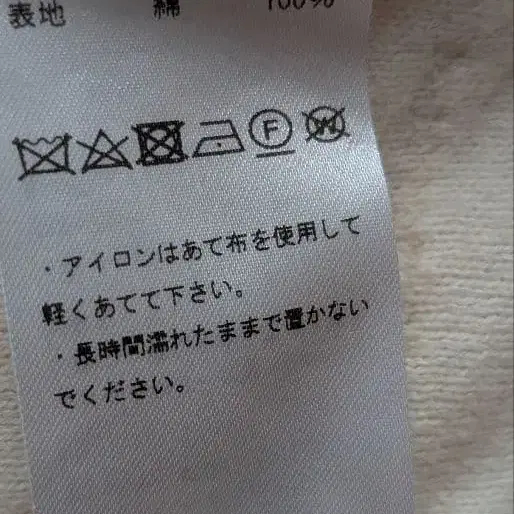 表地 綿 100%
F W
・アイロンはあて布を使用して
軽くあてて下さい。
・長時間濡れたままで置かない
でください。